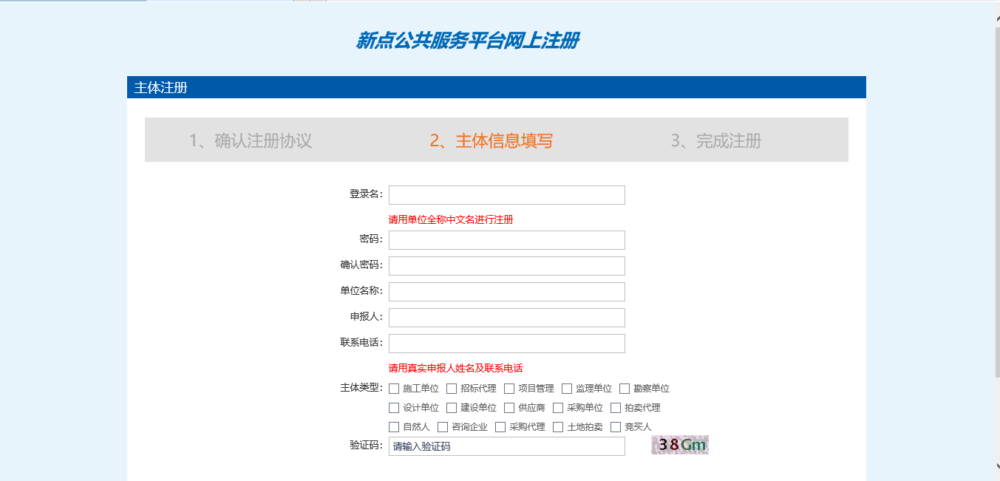 新点公共服务平台网上注册
主体注册
1、确认注册协议 2、主体信息填写 3、完成注册
登录名：
请用单位全称中文名进行注册
密码：
确认密码：
单位名称：
申报人：
联系电话：
请用真实申报人姓名及联系电话
主体类型： 施工单位 招标代理 项目管理 监理单位 勘察单位
设计单位 建设单位 供应商 采购单位 拍卖代理
自然人 咨询企业 采购代理 土地拍卖 竞买人
验证码： 请输入验证码 38Gm